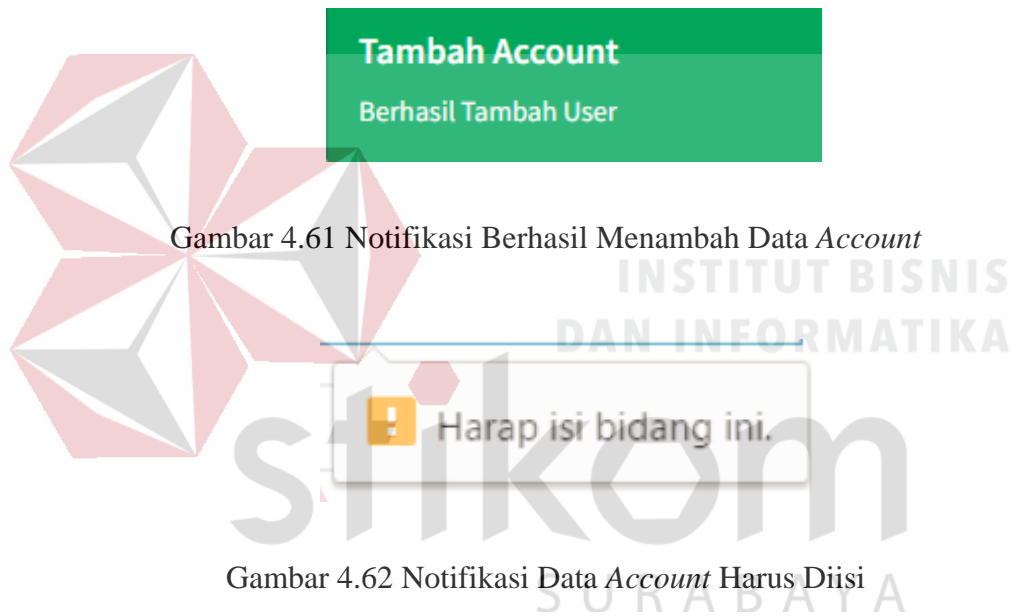 Tambah Account
Berhasil Tambah User
Gambar 4.61 Notifikasi Berhasil Menambah Data Account
INSTITUT BISNIS
DAN INFORMATIKA
Harap isi bidang ini.
stikom
Gambar 4.62 Notifikasi Data Account Harus Diisi
SURABAYA